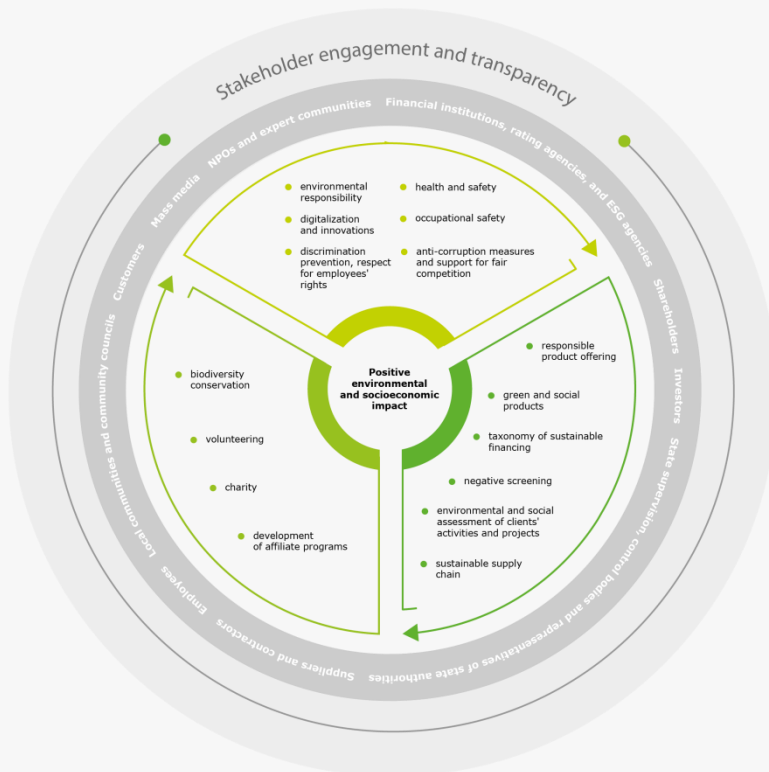 Stakeholder engagement and transparency
Financial institutions, rating agencies, and ESG agencies
Shareholders
Investors
State supervision, control bodies and representatives of state authorities
Suppliers and contractors
Employees
Local communities and community councils
Customers
Mass media
NPOs and expert communities
environmental
responsibility
digitalization
and innovations
discrimination
prevention, respect
for employees'
rights
health and safety
occupational safety
anti-corruption measures
and support for fair
competition
responsible
product offering
green and social
products
taxonomy of sustainable
financing
negative screening
environmental and social
assessment of clients'
activities and projects
sustainable supply
chain
biodiversity
conservation
volunteering
charity
development
of affiliate programs
Positive
environmental
and socioeconomic
impact